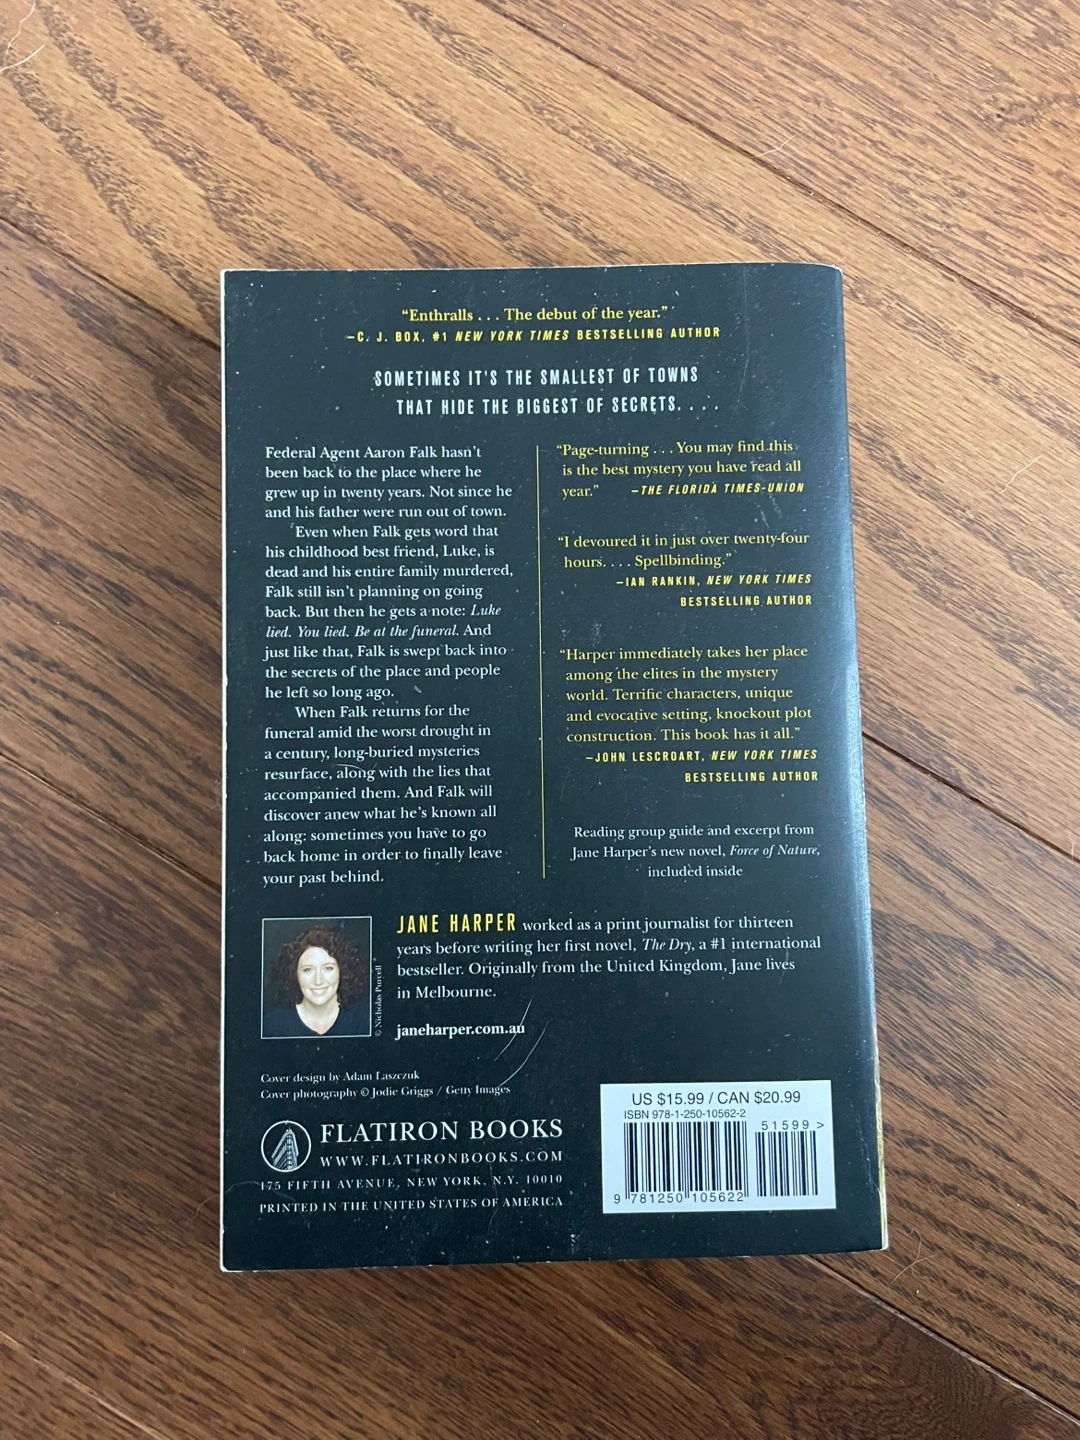 “Enthralls . . . The debut of the year.”
—C. J. BOX, #1 NEW YORK TIMES BESTSELLING AUTHOR
SOMETIMES IT'S THE SMALLEST OF TOWNS
THAT HIDE THE BIGGEST OF SECRETS. . . .
Federal Agent Aaron Falk hasn't
been back to the place where he
grew up in twenty years. Not since he
and his father were run out of town.
Even when Falk gets word that
his childhood best friend, Luke, is
dead and his entire family murdered,
Falk still isn't planning on going
back. But then he gets a note: Luke
lied. You lied. Be at the funeral. And
just like that, Falk is swept back into
the secrets of the place and people
he left so long ago.
When Falk returns for the
funeral amid the worst drought in
a century, long-buried mysteries
resurface, along with the lies that
accompanied them. And Falk will
discover anew what he's known all
along: sometimes you have to go
back home in order to finally leave
your past behind.
“Page-turning . . . You may find this
is the best mystery you have read all
year.” —THE FLORIDA TIMES-UNION
“I devoured it in just over twenty-four
hours. . . . Spellbinding.”
—IAN RANKIN, NEW YORK TIMES
BESTSELLING AUTHOR
“Harper immediately takes her place
among the elites in the mystery
world. Terrific characters, unique
and evocative setting, knockout plot
construction. This book has it all.”
—JOHN LESCROART, NEW YORK TIMES
BESTSELLING AUTHOR
Reading group guide and excerpt from
Jane Harper's new novel, Force of Nature,
included inside
© Nicholas Purcell
JANE HARPER worked as a print journalist for thirteen
years before writing her first novel, The Dry, a #1 international
bestseller. Originally from the United Kingdom, Jane lives
in Melbourne.
janeharper.com.au
Cover design by Adam Laszczuk
Cover photography © Jodie Griggs / Getty Images
FLATIRON BOOKS
WWW.FLATIRONBOOKS.COM
175 FIFTH AVENUE, NEW YORK, N.Y. 10010
PRINTED IN THE UNITED STATES OF AMERICA
US $15.99 / CAN $20.99
ISBN 978-1-250-10562-2
51599 >
9 781250 105622